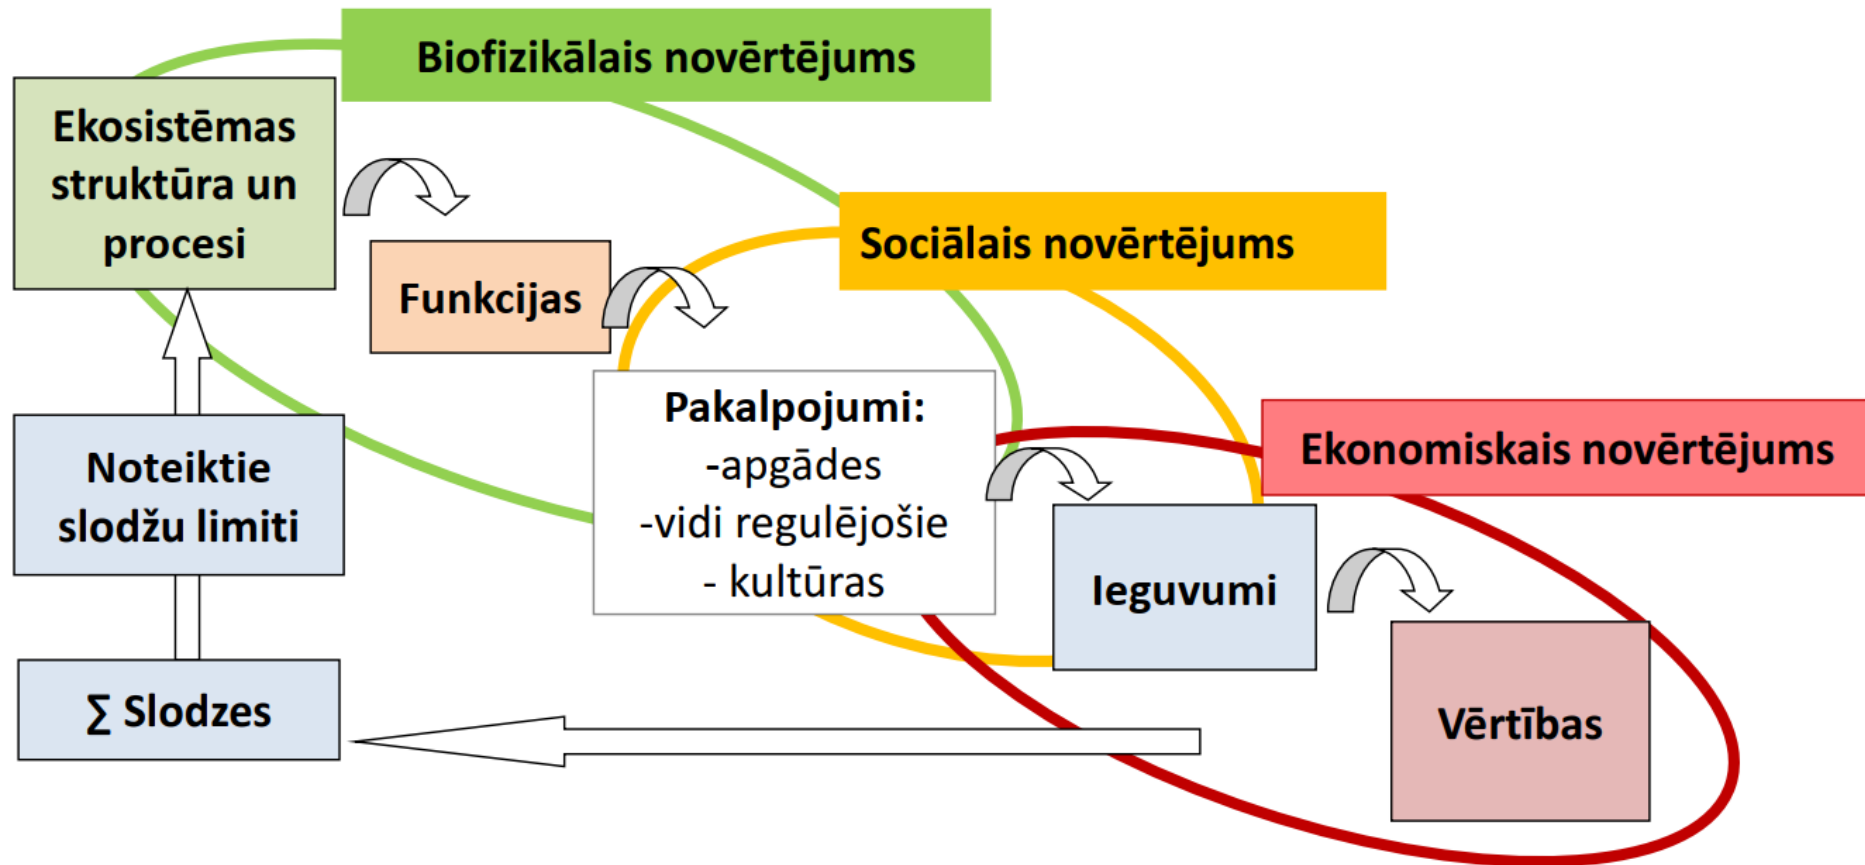 Biofizikālais novērtējums
Ekosistēmas
struktūra un
procesi
Sociālais novērtējums
Funkcijas
Pakalpojumi:
-apgādes
-vidi regulējošie
- kultūras
Ekonomiskais novērtējums
Noteiktie
slodžu limiti
Ieguvumi
∑ Slodzes
Vērtības